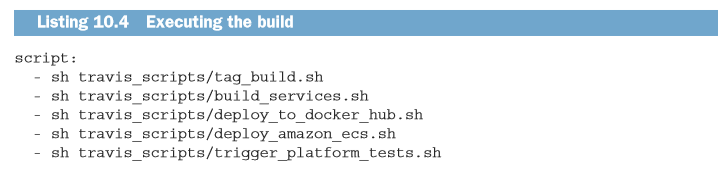 Listing 10.4 Executing the build
script:
- sh travis_scripts/tag_build.sh
- sh travis_scripts/build_services.sh
- sh travis_scripts/deploy_to_docker_hub.sh
- sh travis_scripts/deploy_amazon_ecs.sh
- sh travis_scripts/trigger_platform_tests.sh